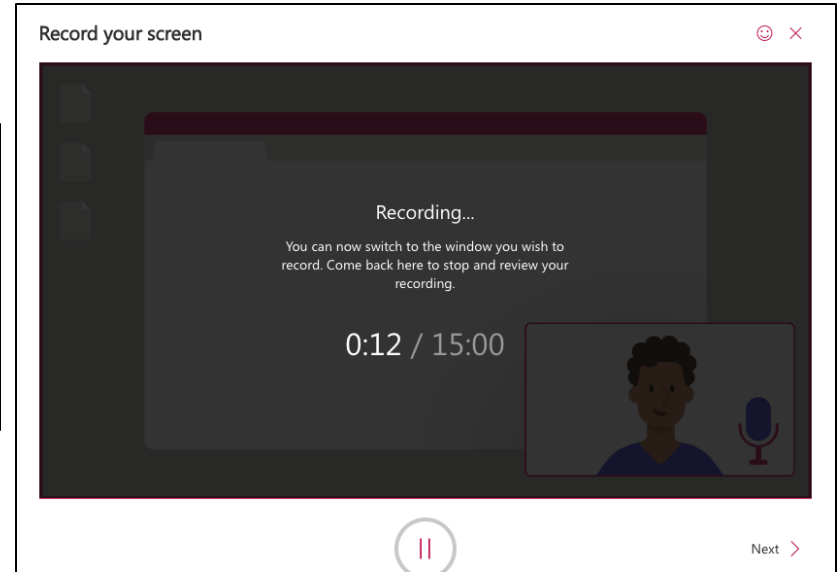 Record your screen
Recording...
You can now switch to the window you wish to
record. Come back here to stop and review your
recording.
0:12 / 15:00
Next